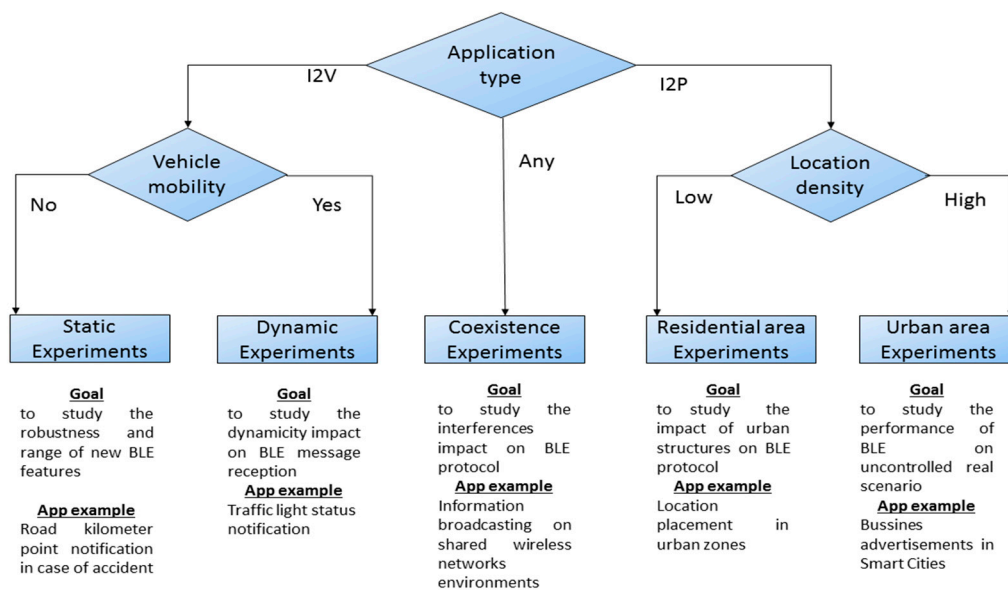 Application
type
I2V
I2P
Any
Vehicle
mobility
Location
density
No
Yes
Low
High
Static
Experiments
Dynamic
Experiments
Coexistence
Experiments
Residential area
Experiments
Urban area
Experiments
Goal
to study the
robustness and
range of new BLE
features
App example
Road kilometer
point notification
in case of accident
Goal
to study the
dynamicity impact
on BLE message
reception
App example
Traffic light status
notification
Goal
to study the
interferences
impact on BLE
protocol
App example
Information
broadcasting on
shared wireless
networks
environments
Goal
to study the
impact of urban
structures on BLE
protocol
App example
Location
placement in
urban zones
Goal
to study the
performance of
BLE on
uncontrolled real
scenario
App example
Bussines
advertisements in
Smart Cities